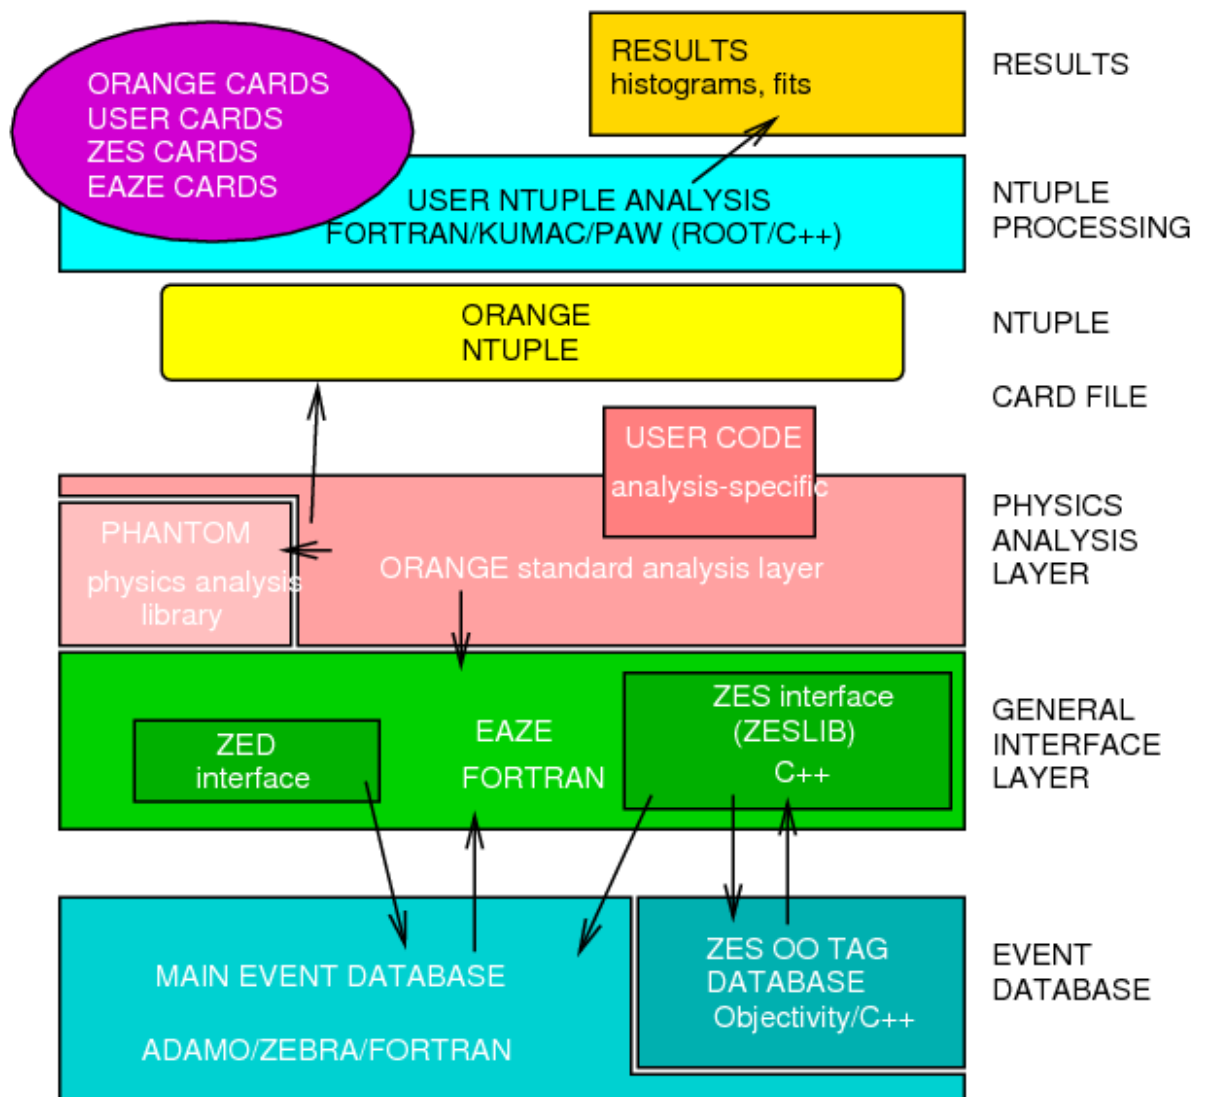 ORANGE CARDS
USER CARDS
ZES CARDS
EAZE CARDS
RESULTS
histograms, fits
RESULTS
USER NTUPLE ANALYSIS
FORTRAN/KUMAC/PAW (ROOT/C++)
NTUPLE
PROCESSING
ORANGE
NTUPLE
NTUPLE
CARD FILE
USER CODE
analysis-specific
PHANTOM
physics analysis
library
ORANGE standard analysis layer
PHYSICS
ANALYSIS
LAYER
ZED
interface
EAZE
FORTRAN
ZES interface
(ZESLIB)
C++
GENERAL
INTERFACE
LAYER
MAIN EVENT DATABASE
ADAMO/ZEBRA/FORTRAN
ZES OO TAG
DATABASE
Objectivity/C++
EVENT
DATABASE